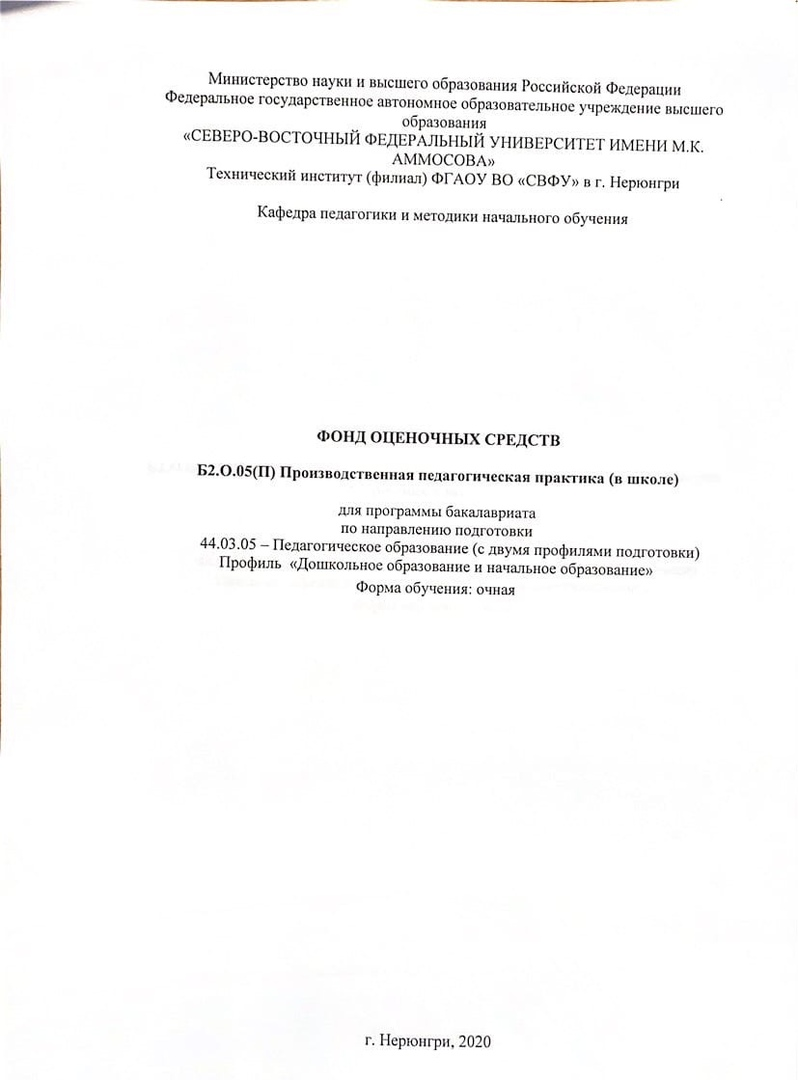 Министерство науки и высшего образования Российской Федерации
Федеральное государственное автономное образовательное учреждение высшего
образования
«СЕВЕРО-ВОСТОЧНЫЙ ФЕДЕРАЛЬНЫЙ УНИВЕРСИТЕТ ИМЕНИ М.К.
АММОСОВА»
Технический институт (филиал) ФГАОУ ВО «СВФУ» в г. Нерюнгри
Кафедра педагогики и методики начального обучения
ФОНД ОЦЕНОЧНЫХ СРЕДСТВ
Б2.О.05(П) Производственная педагогическая практика (в школе)
для программы бакалавриата
по направлению подготовки
44.03.05 – Педагогическое образование (с двумя профилями подготовки)
Профиль «Дошкольное образование и начальное образование»
Форма обучения: очная
г. Нерюнгри, 2020